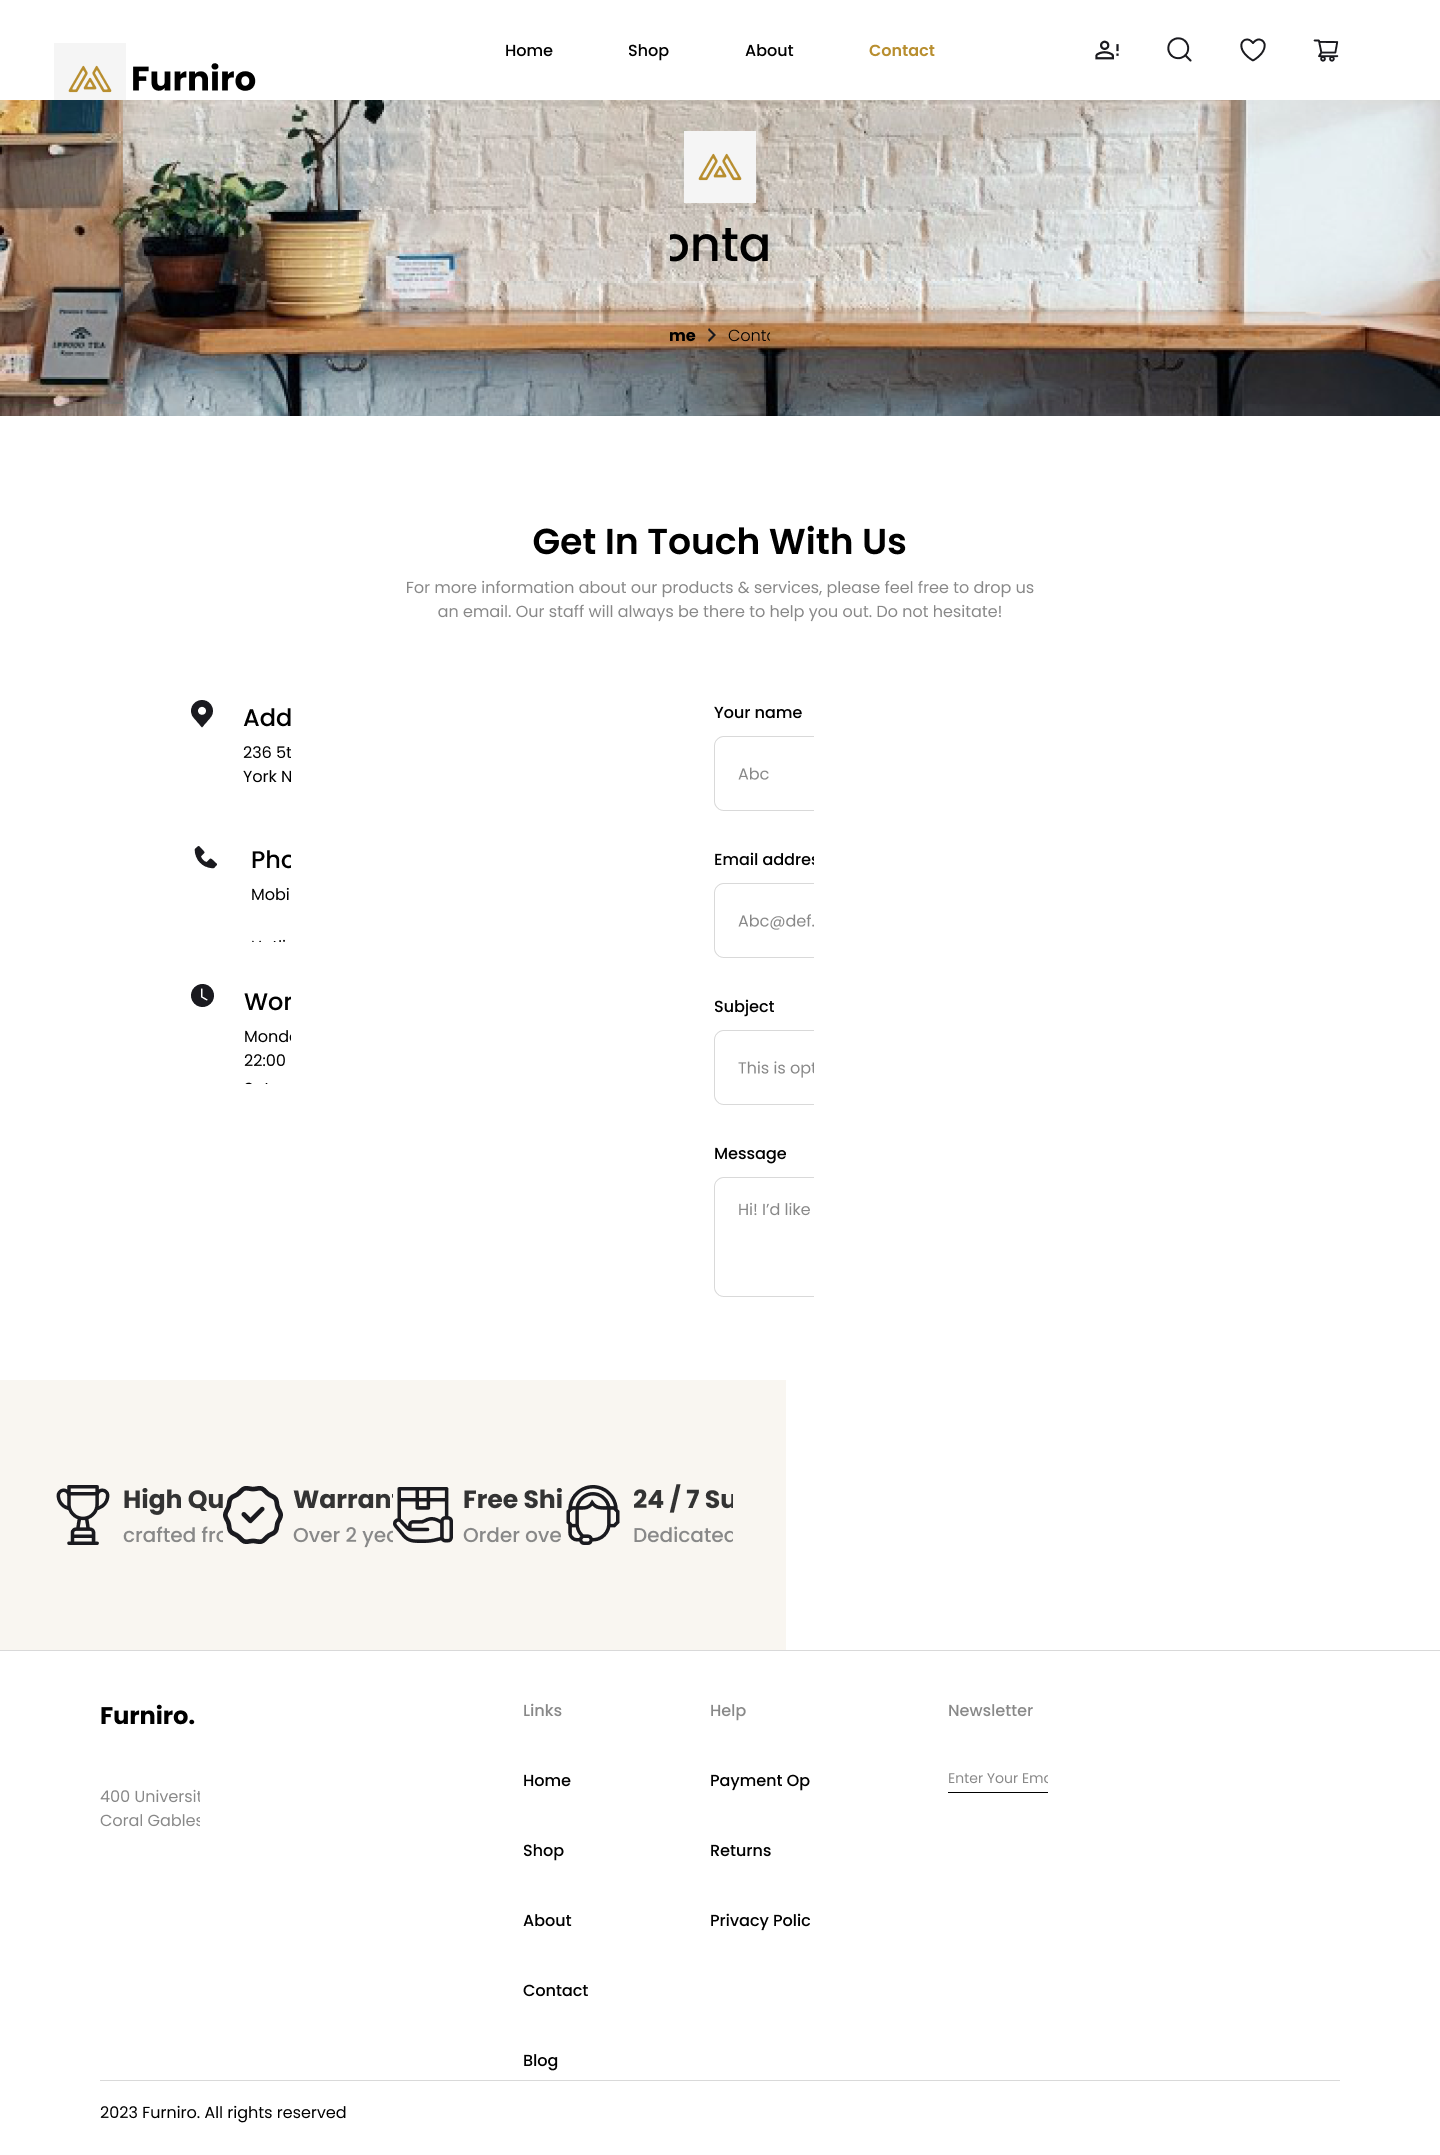 Furniro
Home
Shop
About
Contact
onta
me
Conta
Get In Touch With Us
For more information about our products & services, please feel free to drop us
an email. Our staff will always be there to help you out. Do not hesitate!
Add
236 5t
York N
Pho
Mobi
Wor
Monda
22:00
Your name
Abc
Email addres
Abc@def.
Subject
This is opt
Message
Hi! I’d like
High Qu
crafted fro
Warran
Over 2 yea
Free Shi
Order ove
24 / 7 Su
Dedicated
Furniro.
400 Universit
Coral Gables
Links
Home
Shop
About
Contact
Blog
Help
Payment Op
Returns
Privacy Polic
Newsletter
Enter Your Ema
2023 Furniro. All rights reserved